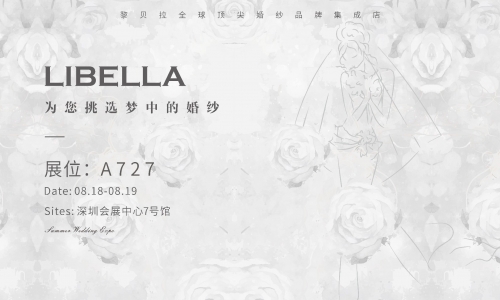 黎贝拉全球顶尖婚纱品牌集成店
LIBELLA
为您挑选梦中的婚纱
展位：A727
Date: 08.18-08.19
Sites: 深圳会展中心7号馆
Summer Wedding Expo